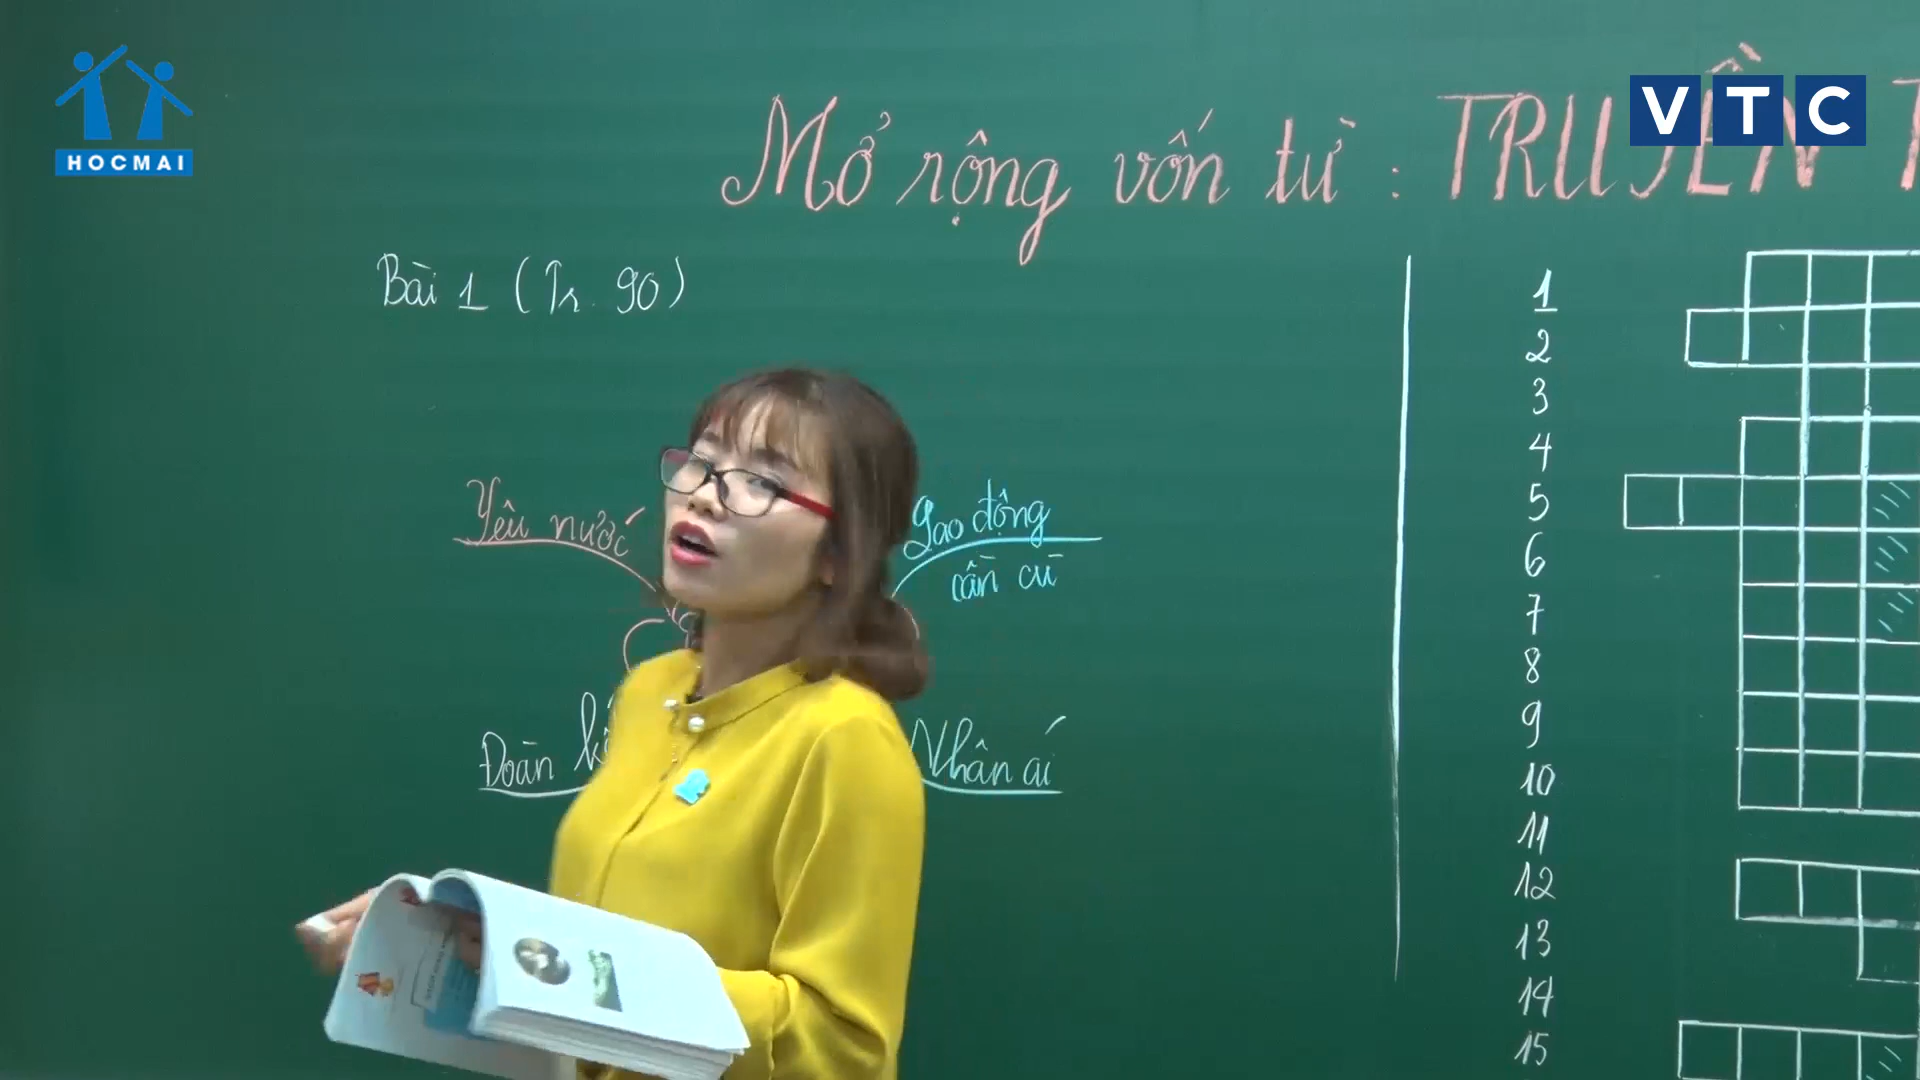 HOCMAI
VTC
Mở rộng vốn từ : TRUYỀN T
Bài 1 (Tr. 90)
Yêu nước
Lao động
cần cù
Đoàn k
Nhân ái
1
2
3
4
5
6
7
8
9
10
11
12
13
14
15